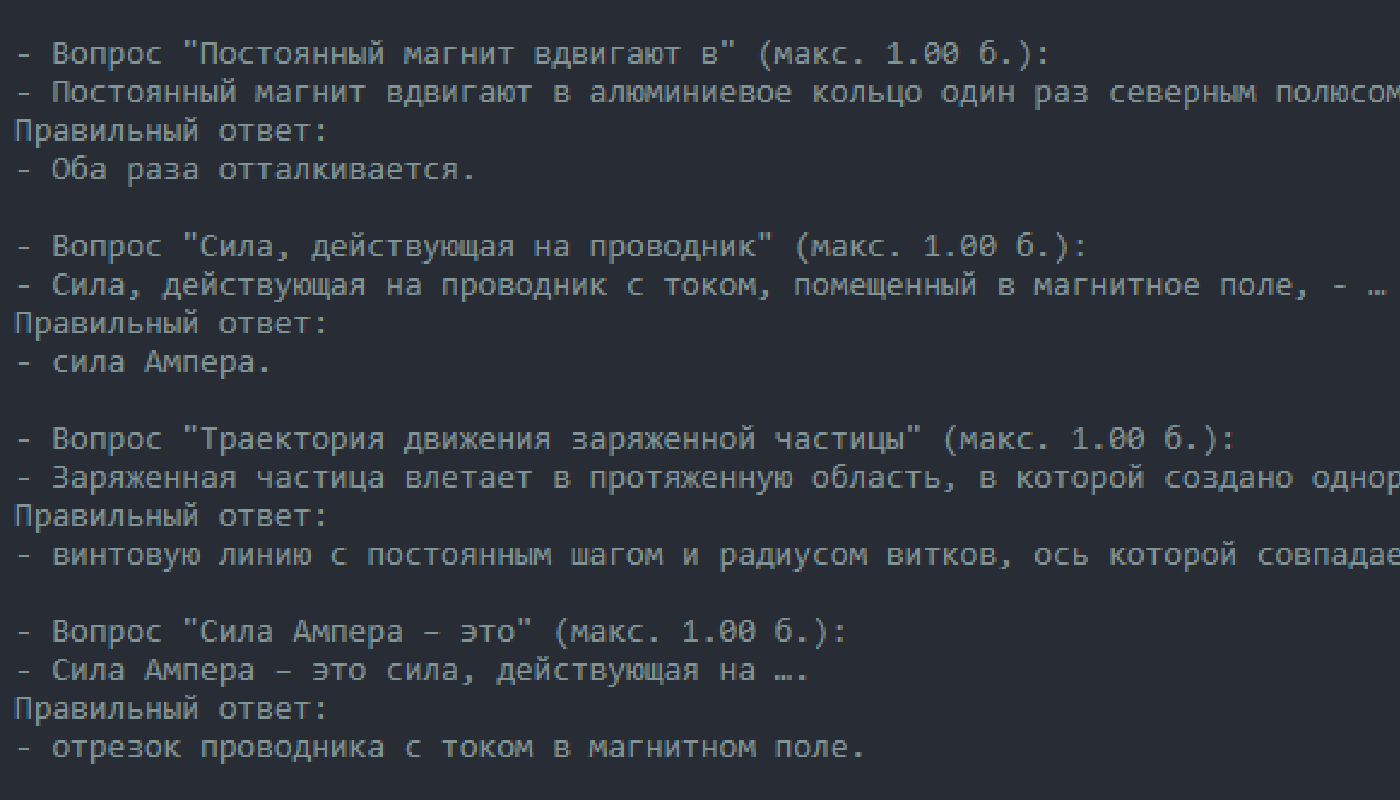 - Вопрос "Постоянный магнит вдвигают в" (макс. 1.00 б.):
- Постоянный магнит вдвигают в алюминиевое кольцо один раз северным полюсом
Правильный ответ:
- Оба раза отталкивается.
- Вопрос "Сила, действующая на проводник" (макс. 1.00 б.):
- Сила, действующая на проводник с током, помещенный в магнитное поле, - …
Правильный ответ:
- сила Ампера.
- Вопрос "Траектория движения заряженной частицы" (макс. 1.00 б.):
- Заряженная частица влетает в протяженную область, в которой создано однор
Правильный ответ:
- винтовую линию с постоянным шагом и радиусом витков, ось которой совпадае
- Вопрос "Сила Ампера – это" (макс. 1.00 б.):
- Сила Ампера – это сила, действующая на ….
Правильный ответ:
- отрезок проводника с током в магнитном поле.